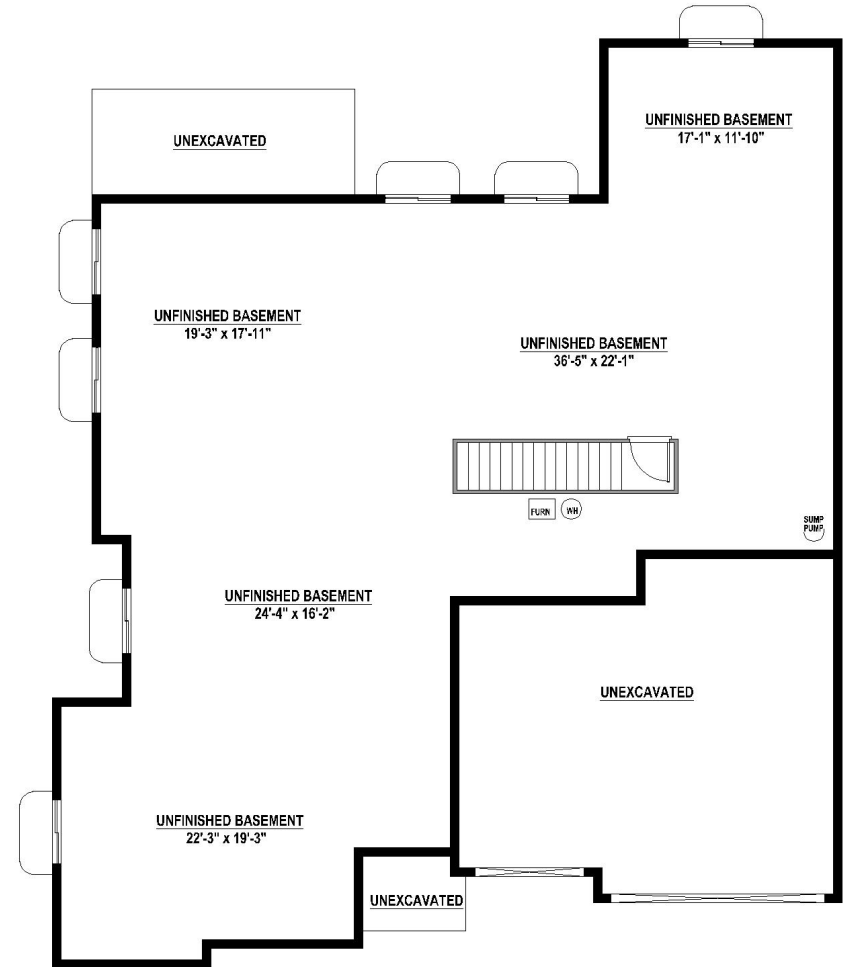 UNFINISHED BASEMENT
17'-1" x 11'-10"
UNEXCAVATED
UNFINISHED BASEMENT
19'-3" x 17'-11"
UNFINISHED BASEMENT
36'-5" x 22'-1"
FURN
WH
SUMP
PUMP
UNFINISHED BASEMENT
24'-4" x 16'-2"
UNEXCAVATED
UNFINISHED BASEMENT
22'-3" x 19'-3"
UNEXCAVATED